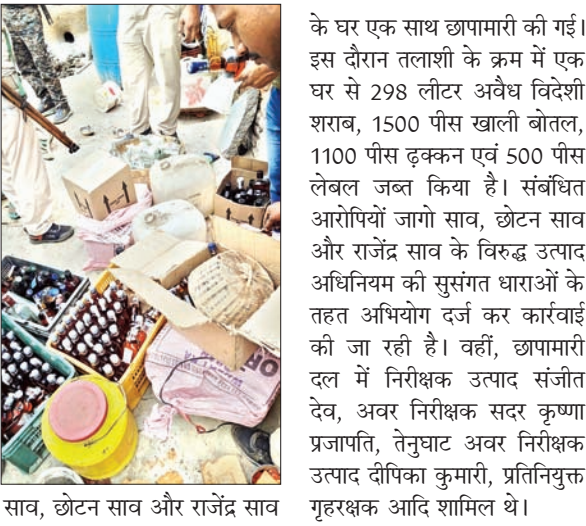 साव, छोटन साव और राजेंद्र साव
के घर एक साथ छापामारी की गई।
इस दौरान तलाशी के क्रम में एक
घर से 298 लीटर अवैध विदेशी
शराब, 1500 पीस खाली बोतल,
1100 पीस ढ़क्कन एवं 500 पीस
लेबल जब्त किया है। संबंधित
आरोपियों जागो साव, छोटन साव
और राजेंद्र साव के विरुद्ध उत्पाद
अधिनियम की सुसंगत धाराओं के
तहत अभियोग दर्ज कर कार्रवाई
की जा रही है। वहीं, छापामारी
दल में निरीक्षक उत्पाद संजीत
देव, अवर निरीक्षक सदर कृष्णा
प्रजापति, तेनुघाट अवर निरीक्षक
उत्पाद दीपिका कुमारी, प्रतिनियुक्त
गृहरक्षक आदि शामिल थे।